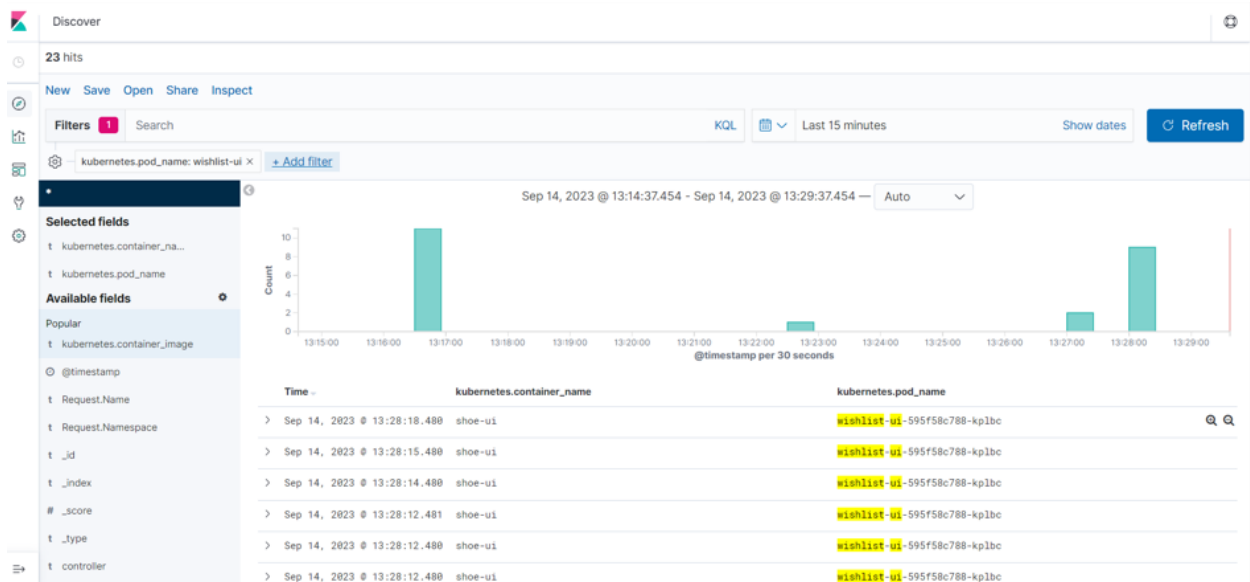 Discover
23 hits
New Save Open Share Inspect
Filters 1 Search KQL Last 15 minutes Show dates Refresh
kubernetes.pod_name: wishlist-ui × + Add filter
*
Sep 14, 2023 @ 13:14:37.454 - Sep 14, 2023 @ 13:29:37.454 — Auto
Selected fields
t kubernetes.container_na...
t kubernetes.pod_name
Available fields
Popular
t kubernetes.container_image
@timestamp
t Request.Name
t Request.Namespace
t _id
t _index
# _score
t _type
t controller
Count
10
8
6
4
2
0
13:15:00 13:16:00 13:17:00 13:18:00 13:19:00 13:20:00 13:21:00 13:22:00 13:23:00 13:24:00 13:25:00 13:26:00 13:27:00 13:28:00 13:29:00
@timestamp per 30 seconds
Time kubernetes.container_name kubernetes.pod_name
> Sep 14, 2023 @ 13:28:18.480 shoe-ui wishlist-ui-595f58c788-kplbc
> Sep 14, 2023 @ 13:28:15.480 shoe-ui wishlist-ui-595f58c788-kplbc
> Sep 14, 2023 @ 13:28:14.480 shoe-ui wishlist-ui-595f58c788-kplbc
> Sep 14, 2023 @ 13:28:12.481 shoe-ui wishlist-ui-595f58c788-kplbc
> Sep 14, 2023 @ 13:28:12.480 shoe-ui wishlist-ui-595f58c788-kplbc
> Sep 14, 2023 @ 13:28:12.480 shoe-ui wishlist-ui-595f58c788-kplbc